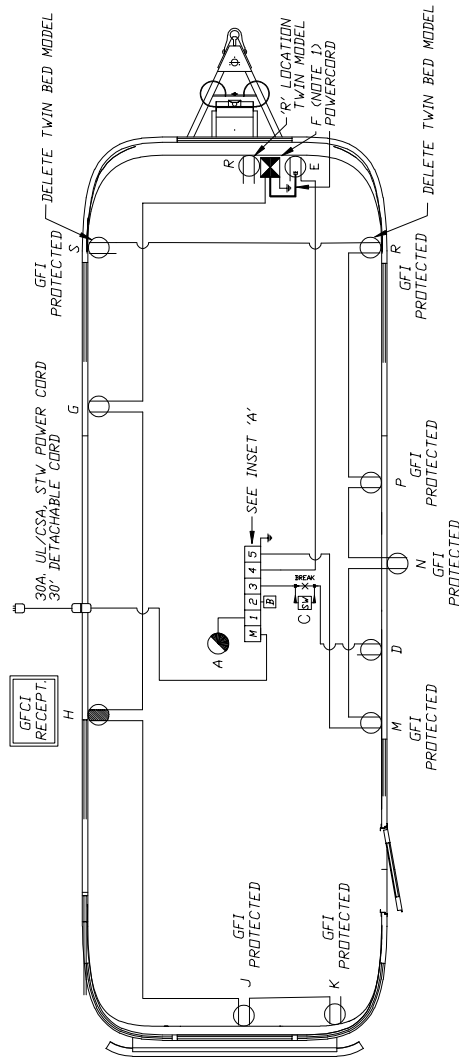 DELETE TWIN BED MODEL
S
GFI
PROTECTED
G
30A, UL/CSA, STW POWER CORD
30' DETACHABLE CORD
H
GFCI
RECEPT.
'R' LOCATION
TWIN MODEL
F (NOTE 1)
POWERCORD
R
E
SEE INSET 'A'
M 1 2 3 4 5
A
B
BREAK
C
SW
J
GFI
PROTECTED
K
GFI
PROTECTED
M
GFI
PROTECTED
D
N
GFI
PROTECTED
P
GFI
PROTECTED
R
GFI
PROTECTED
DELETE TWIN BED MODEL